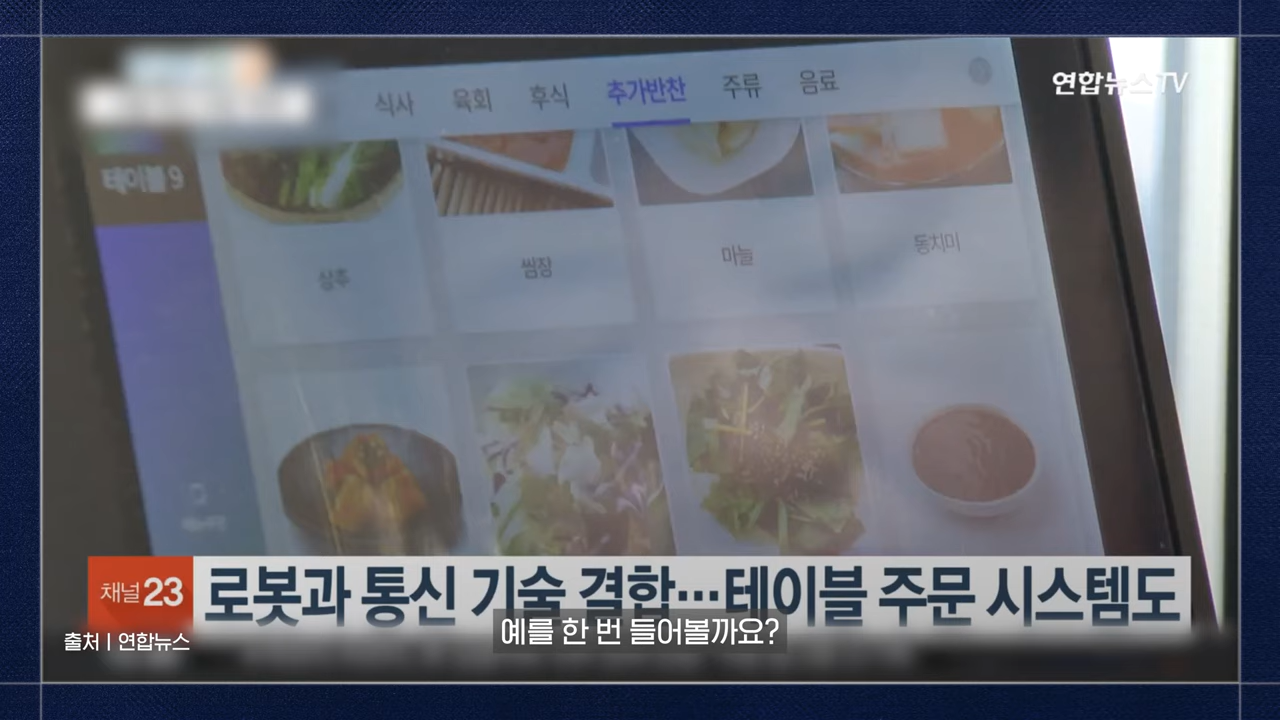 연합뉴스TV
식사 육회 후식 추가반찬 주류 음료
테이블 9
상추 쌈장 마늘 동치미
채널 23
로봇과 통신 기술 결합…테이블 주문 시스템도
출처 | 연합뉴스
예를 한 번 들어볼까요?